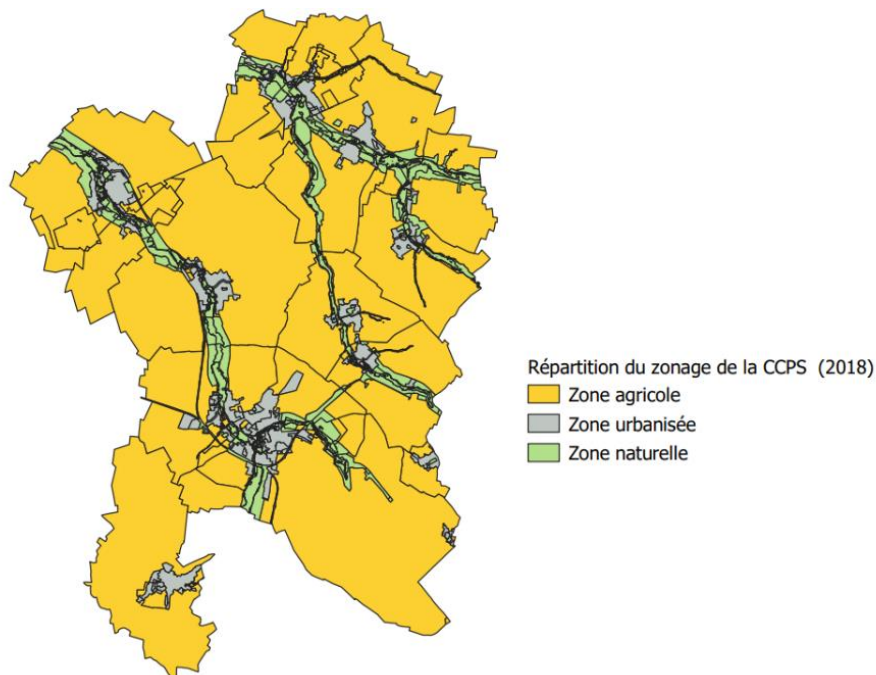 Répartition du zonage de la CCPS (2018)
Zone agricole
Zone urbanisée
Zone naturelle